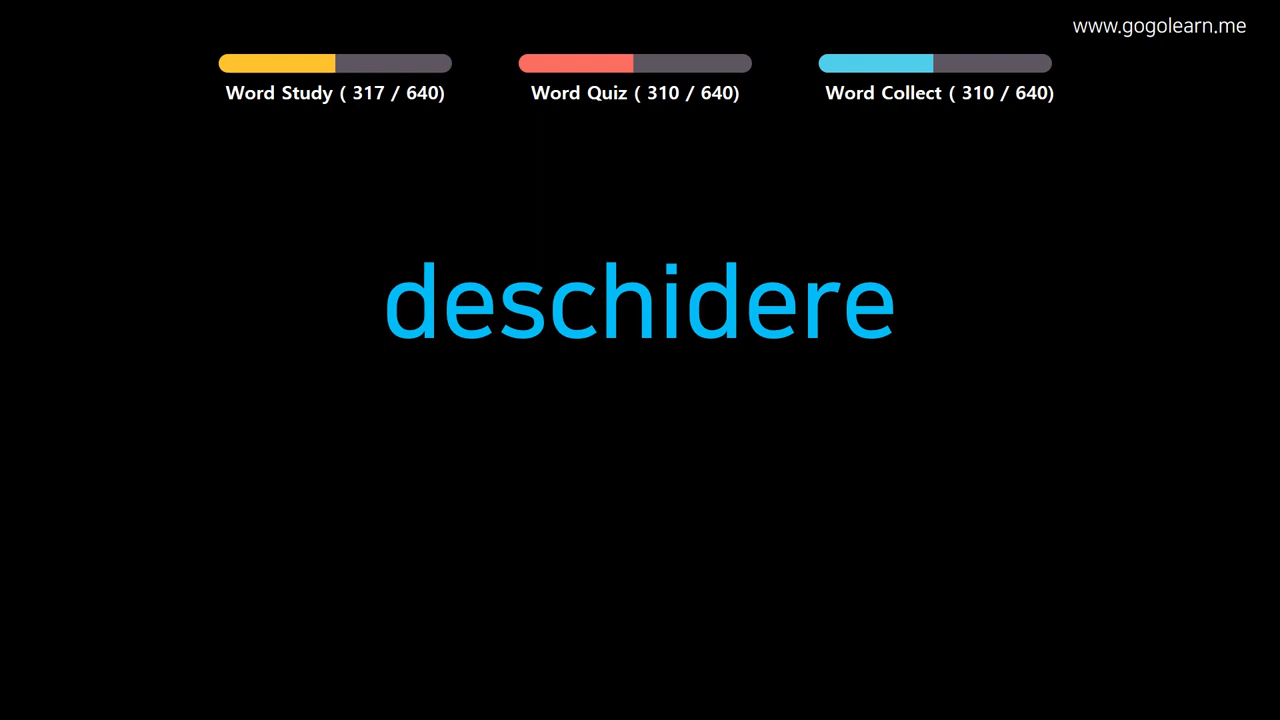 www.gogolearn.me
Word Study ( 317 / 640)
Word Quiz ( 310 / 640)
Word Collect ( 310 / 640)
deschidere